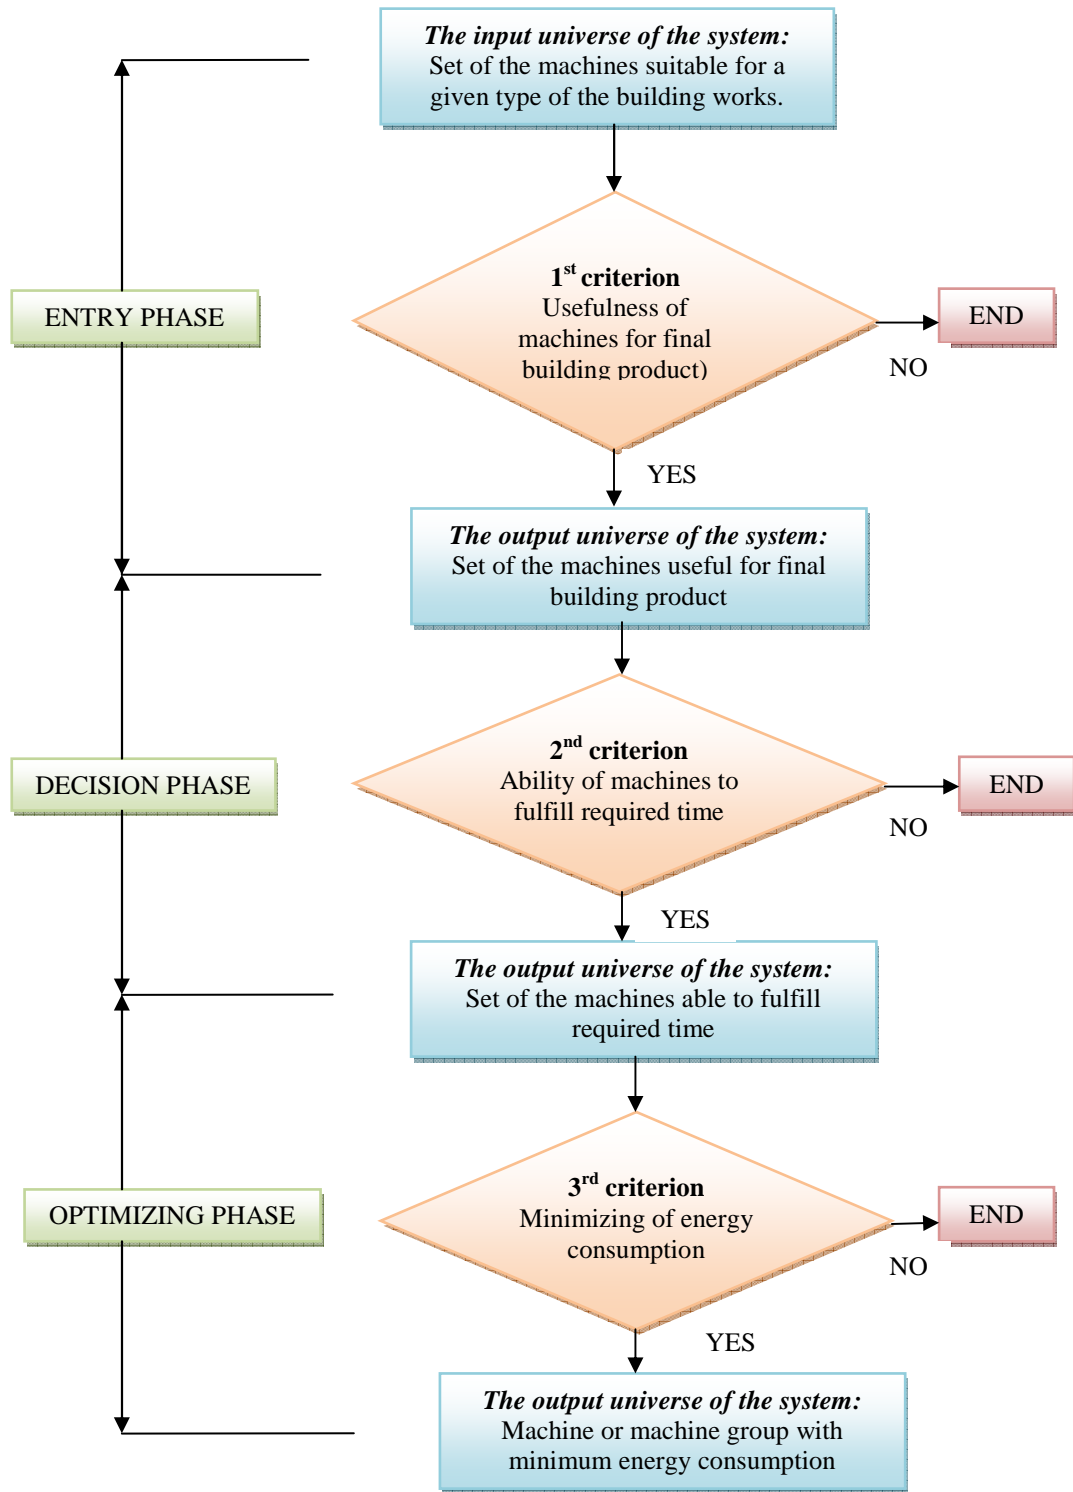 The input universe of the system:
Set of the machines suitable for a
given type of the building works.
1st criterion
Usefulness of
machines for final
building product)
ENTRY PHASE
END
NO
YES
The output universe of the system:
Set of the machines useful for final
building product
2nd criterion
Ability of machines to
fulfill required time
DECISION PHASE
END
NO
YES
The output universe of the system:
Set of the machines able to fulfill
required time
3rd criterion
Minimizing of energy
consumption
OPTIMIZING PHASE
END
NO
YES
The output universe of the system:
Machine or machine group with
minimum energy consumption